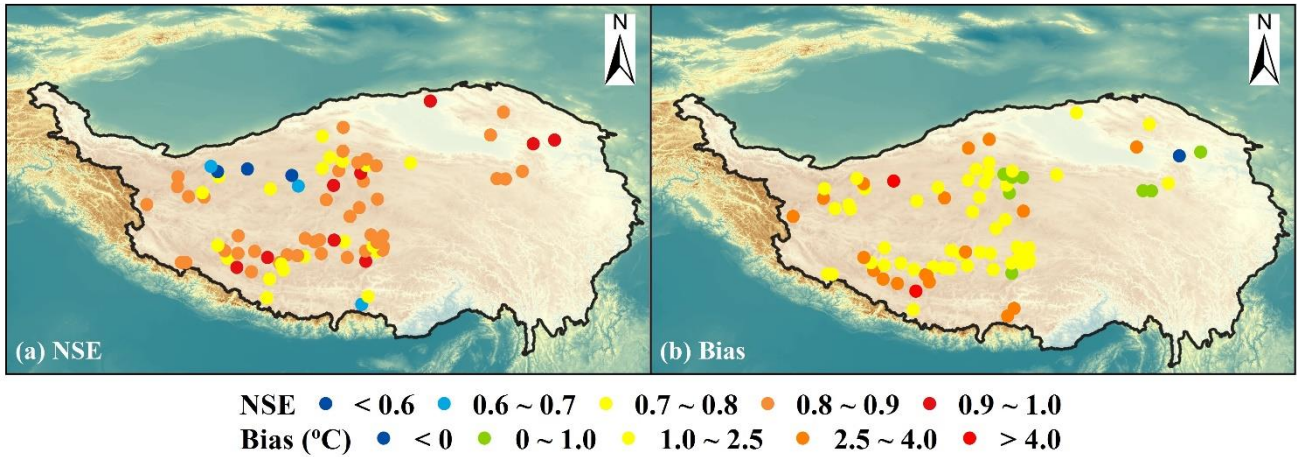 N
N
(a) NSE
(b) Bias
NSE < 0.6 0.6 ~ 0.7 0.7 ~ 0.8 0.8 ~ 0.9 0.9 ~ 1.0
Bias (ºC) < 0 0 ~ 1.0 1.0 ~ 2.5 2.5 ~ 4.0 > 4.0